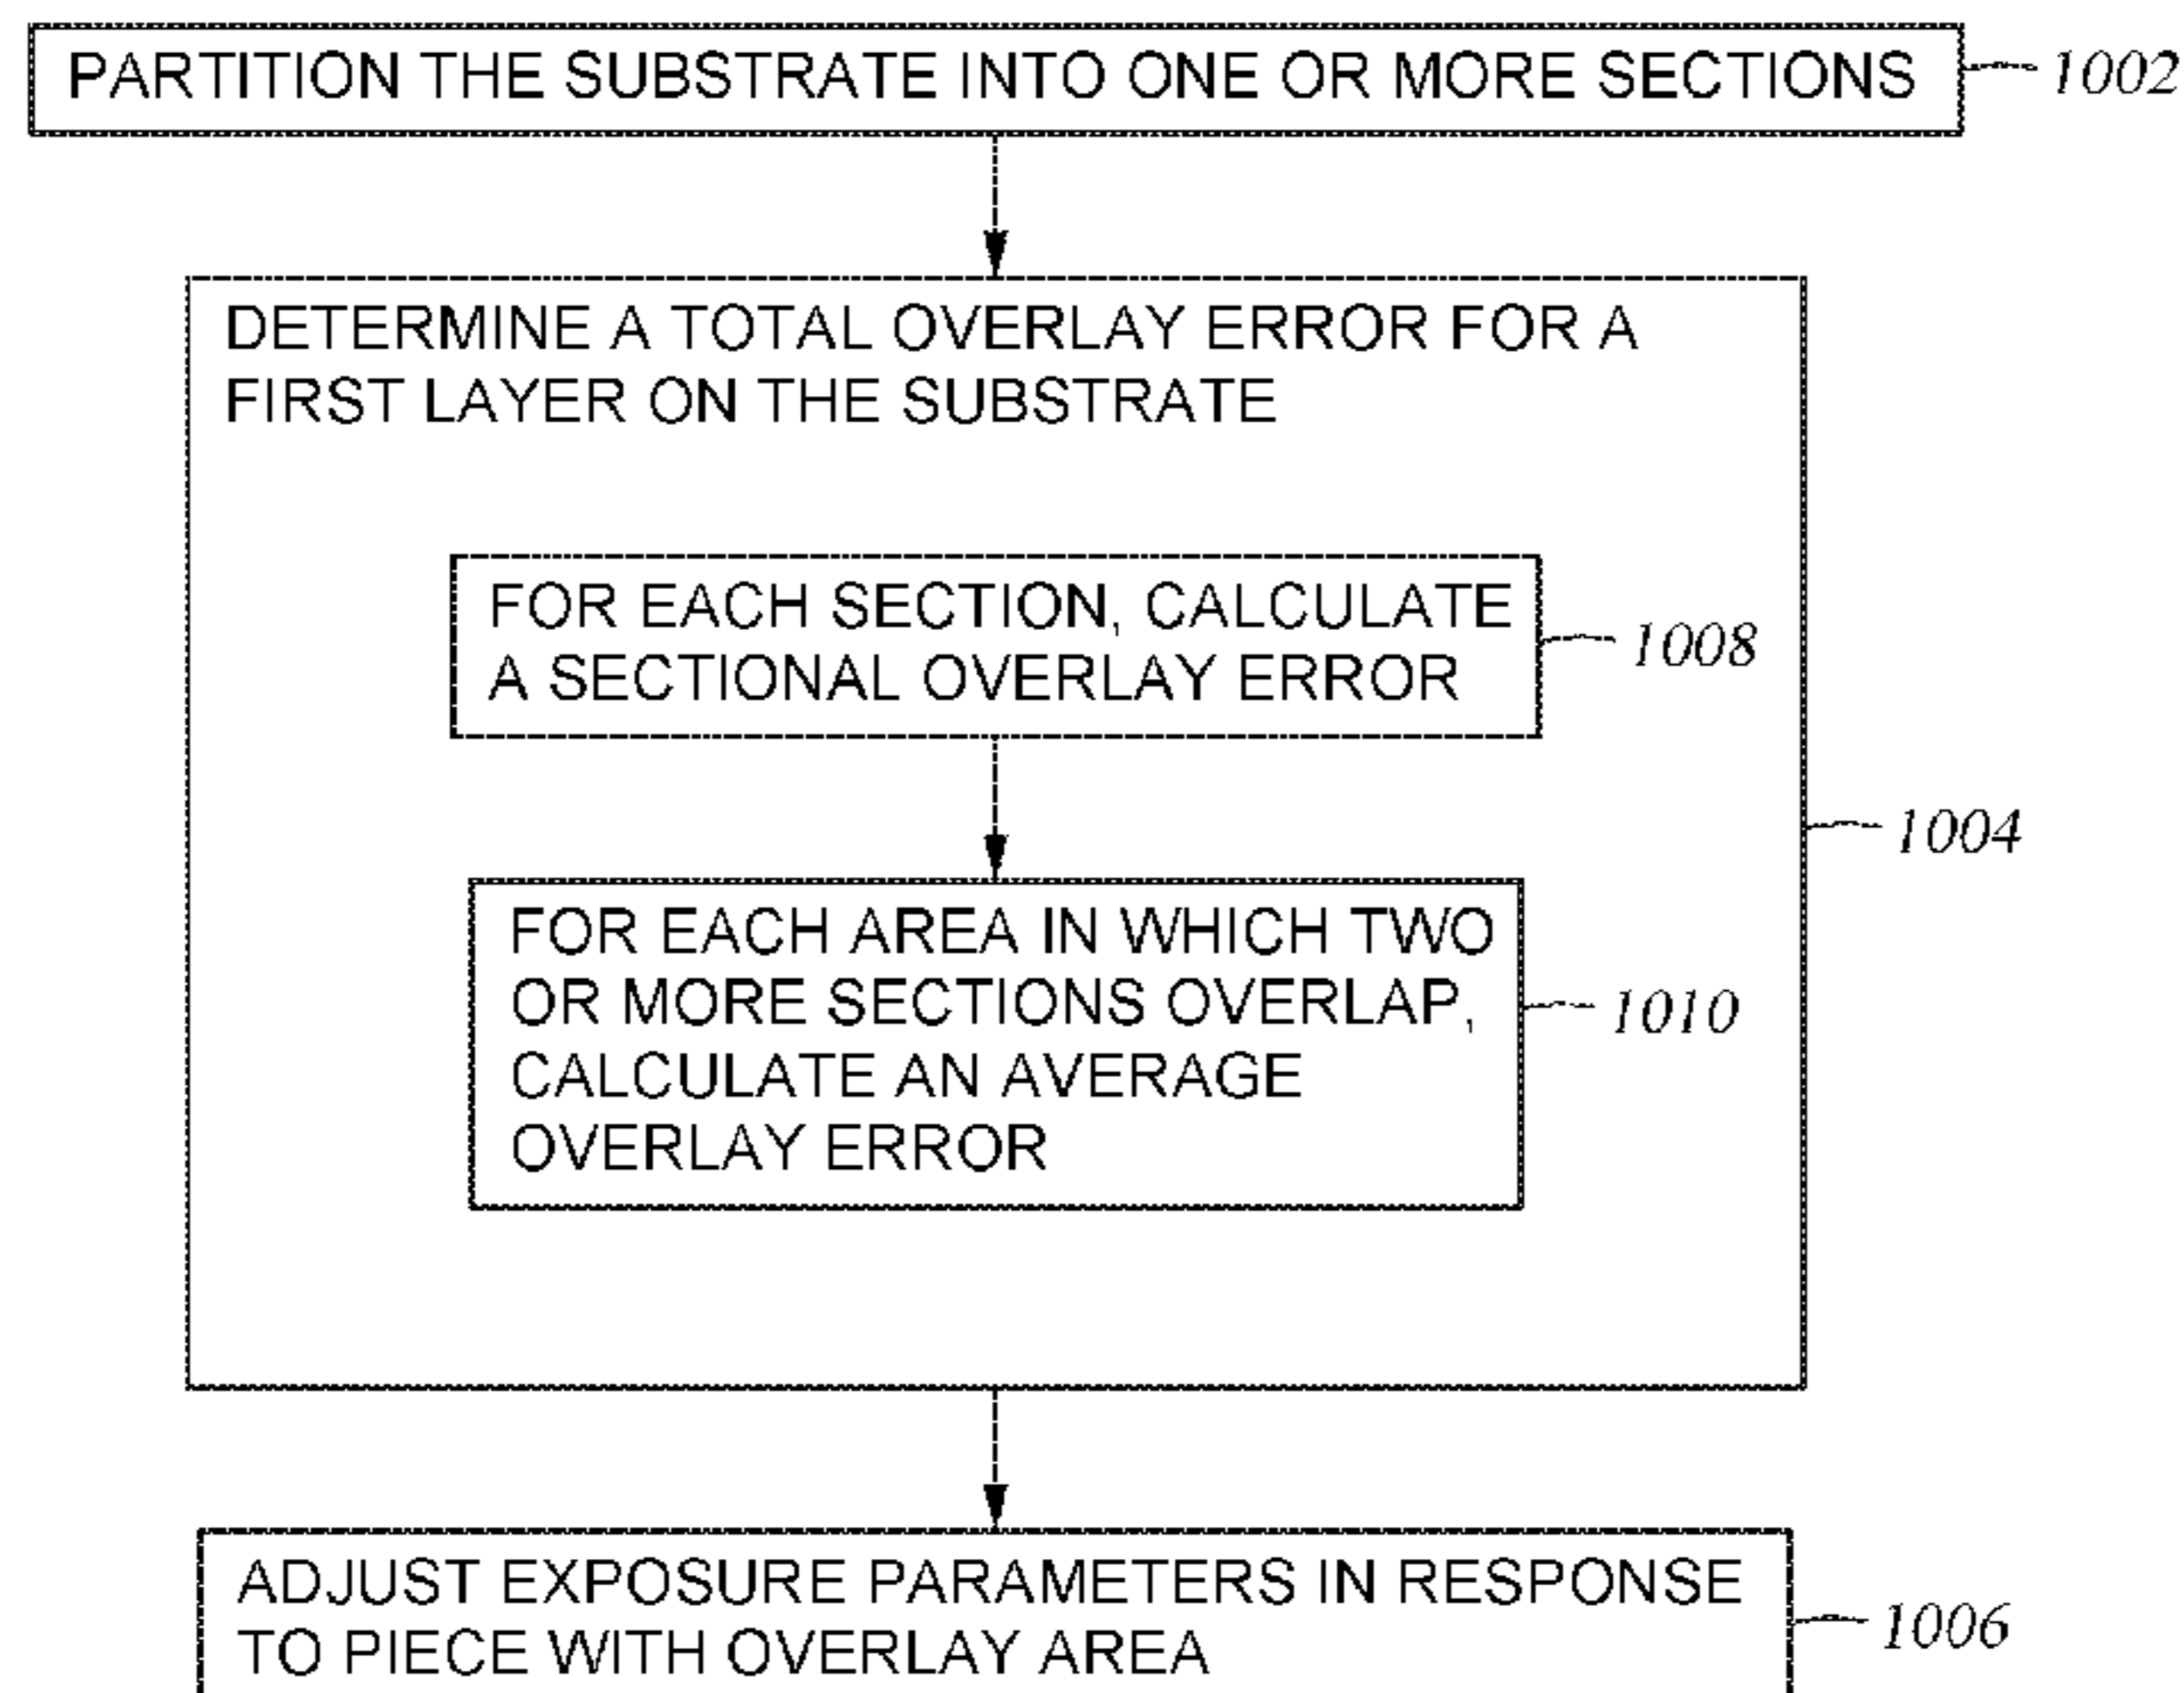 PARTITION THE SUBSTRATE INTO ONE OR MORE SECTIONS 1002
DETERMINE A TOTAL OVERLAY ERROR FOR A
FIRST LAYER ON THE SUBSTRATE
FOR EACH SECTION, CALCULATE
A SECTIONAL OVERLAY ERROR
1008
1004
FOR EACH AREA IN WHICH TWO
OR MORE SECTIONS OVERLAP,
CALCULATE AN AVERAGE
OVERLAY ERROR
1010
ADJUST EXPOSURE PARAMETERS IN RESPONSE
TO PIECE WITH OVERLAY AREA
1006